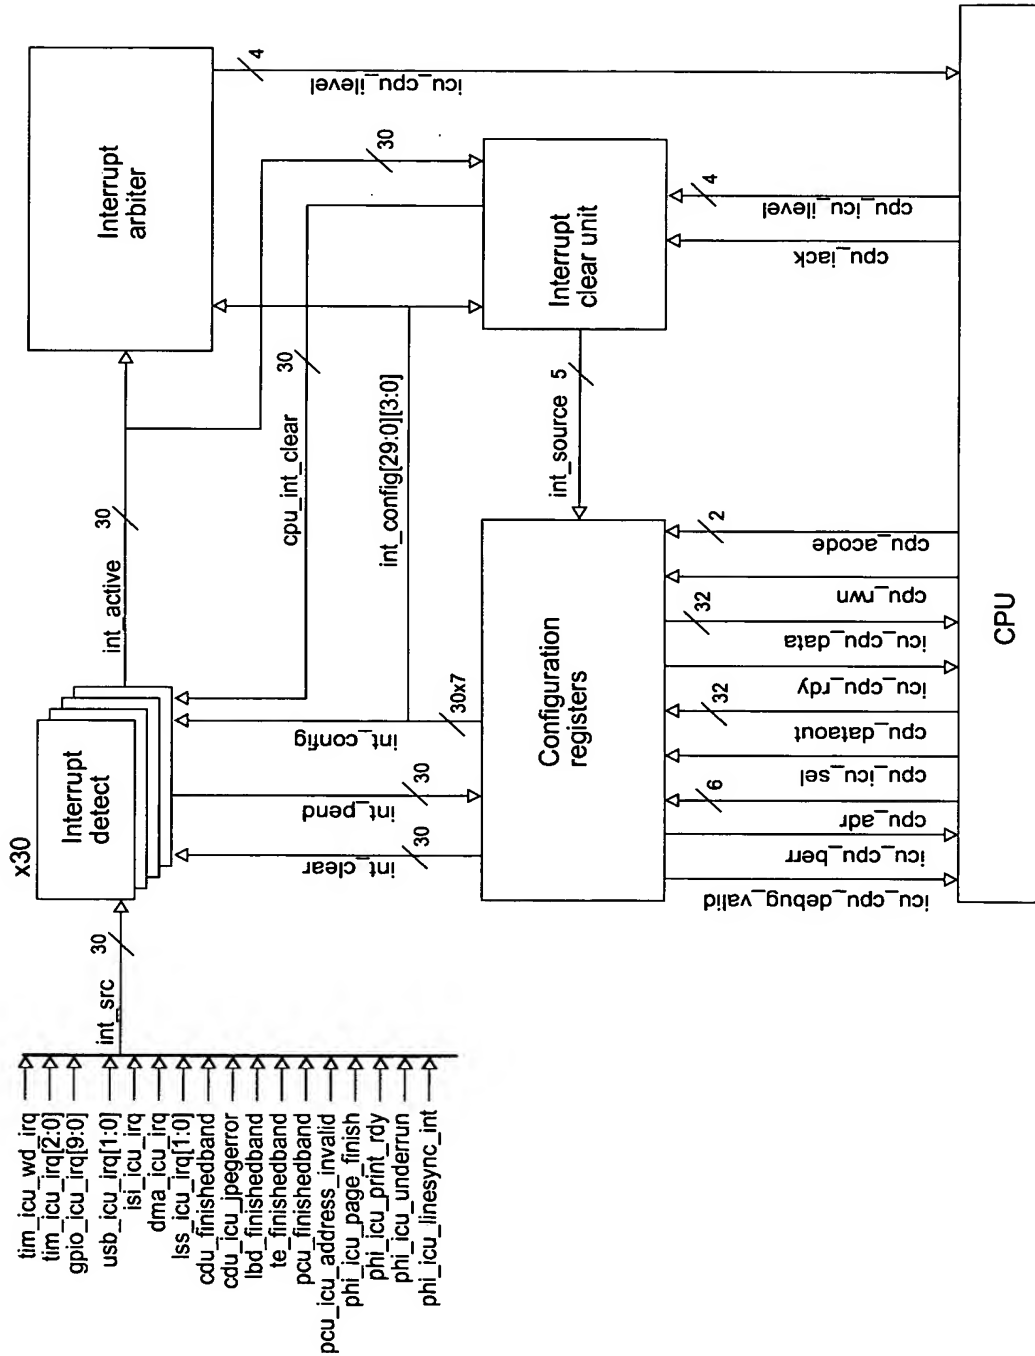 tim_icu_wd_irq
tim_icu_irq[2:0]
gpio_icu_irq[9:0]
usb_icu_irq[1:0]
isi_icu_irq
dma_icu_irq
lss_icu_irq[1:0]
cdu_finishedband
cdu_icu_jpegerror
lbd_finishedband
te_finishedband
pcu_finishedband
pcu_icu_address_invalid
phi_icu_page_finish
phi_icu_print_rdy
phi_icu_underrun
phi_icu_linesync_int
int_src
30
x30
Interrupt
detect
int_active
30
Interrupt
arbiter
4
icu_cpu_ilevel
30
cpu_int_clear
30
int_config[29:0][3:0]
int_clear
30
int_pend
30
int_config
30x7
Interrupt
clear unit
int_source
5
cpu_iack
cpu_icu_ilevel
4
Configuration
registers
icu_cpu_debug_valid
icu_cpu_berr
cpu_adr
6
cpu_icu_sel
cpu_dataout
32
icu_cpu_rdy
icu_cpu_data
32
cpu_rwn
cpu_acode
2
CPU